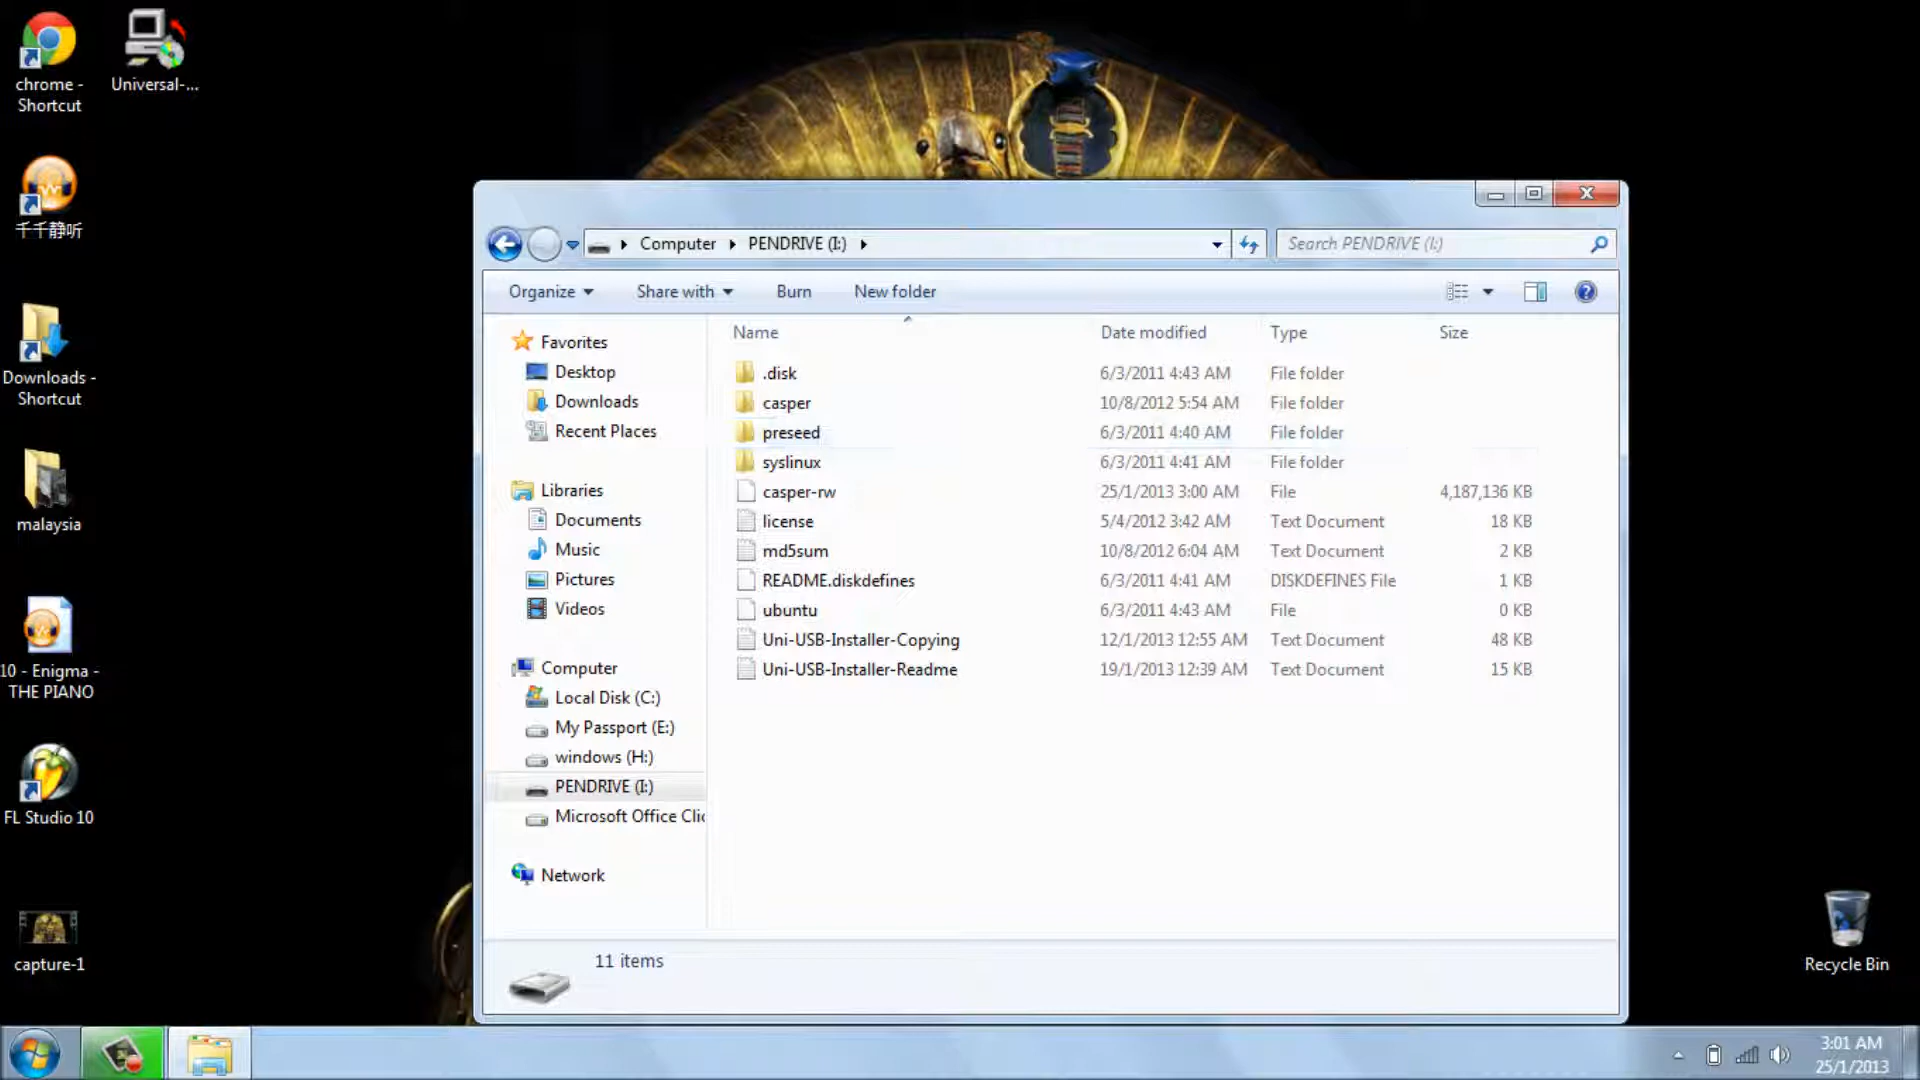 chrome -
Shortcut
Universal-...
千千静听
Downloads -
Shortcut
malaysia
10 - Enigma -
THE PIANO
FL Studio 10
capture-1
Recycle Bin
Computer PENDRIVE (I:)
Search PENDRIVE (I:)
Organize Share with Burn New folder
Favorites
Desktop
Downloads
Recent Places
Libraries
Documents
Music
Pictures
Videos
Computer
Local Disk (C:)
My Passport (E:)
windows (H:)
PENDRIVE (I:)
Microsoft Office Clic
Network
Name Date modified Type Size
.disk 6/3/2011 4:43 AM File folder
casper 10/8/2012 5:54 AM File folder
preseed 6/3/2011 4:40 AM File folder
syslinux 6/3/2011 4:41 AM File folder
casper-rw 25/1/2013 3:00 AM File 4,187,136 KB
license 5/4/2012 3:42 AM Text Document 18 KB
md5sum 10/8/2012 6:04 AM Text Document 2 KB
README.diskdefines 6/3/2011 4:41 AM DISKDEFINES File 1 KB
ubuntu 6/3/2011 4:43 AM File 0 KB
Uni-USB-Installer-Copying 12/1/2013 12:55 AM Text Document 48 KB
Uni-USB-Installer-Readme 19/1/2013 12:39 AM Text Document 15 KB
11 items
3:01 AM
25/1/2013